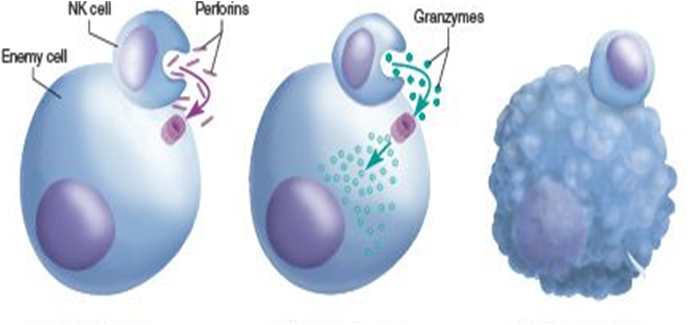 NK cell
Perforins
Enemy cell
Granzymes